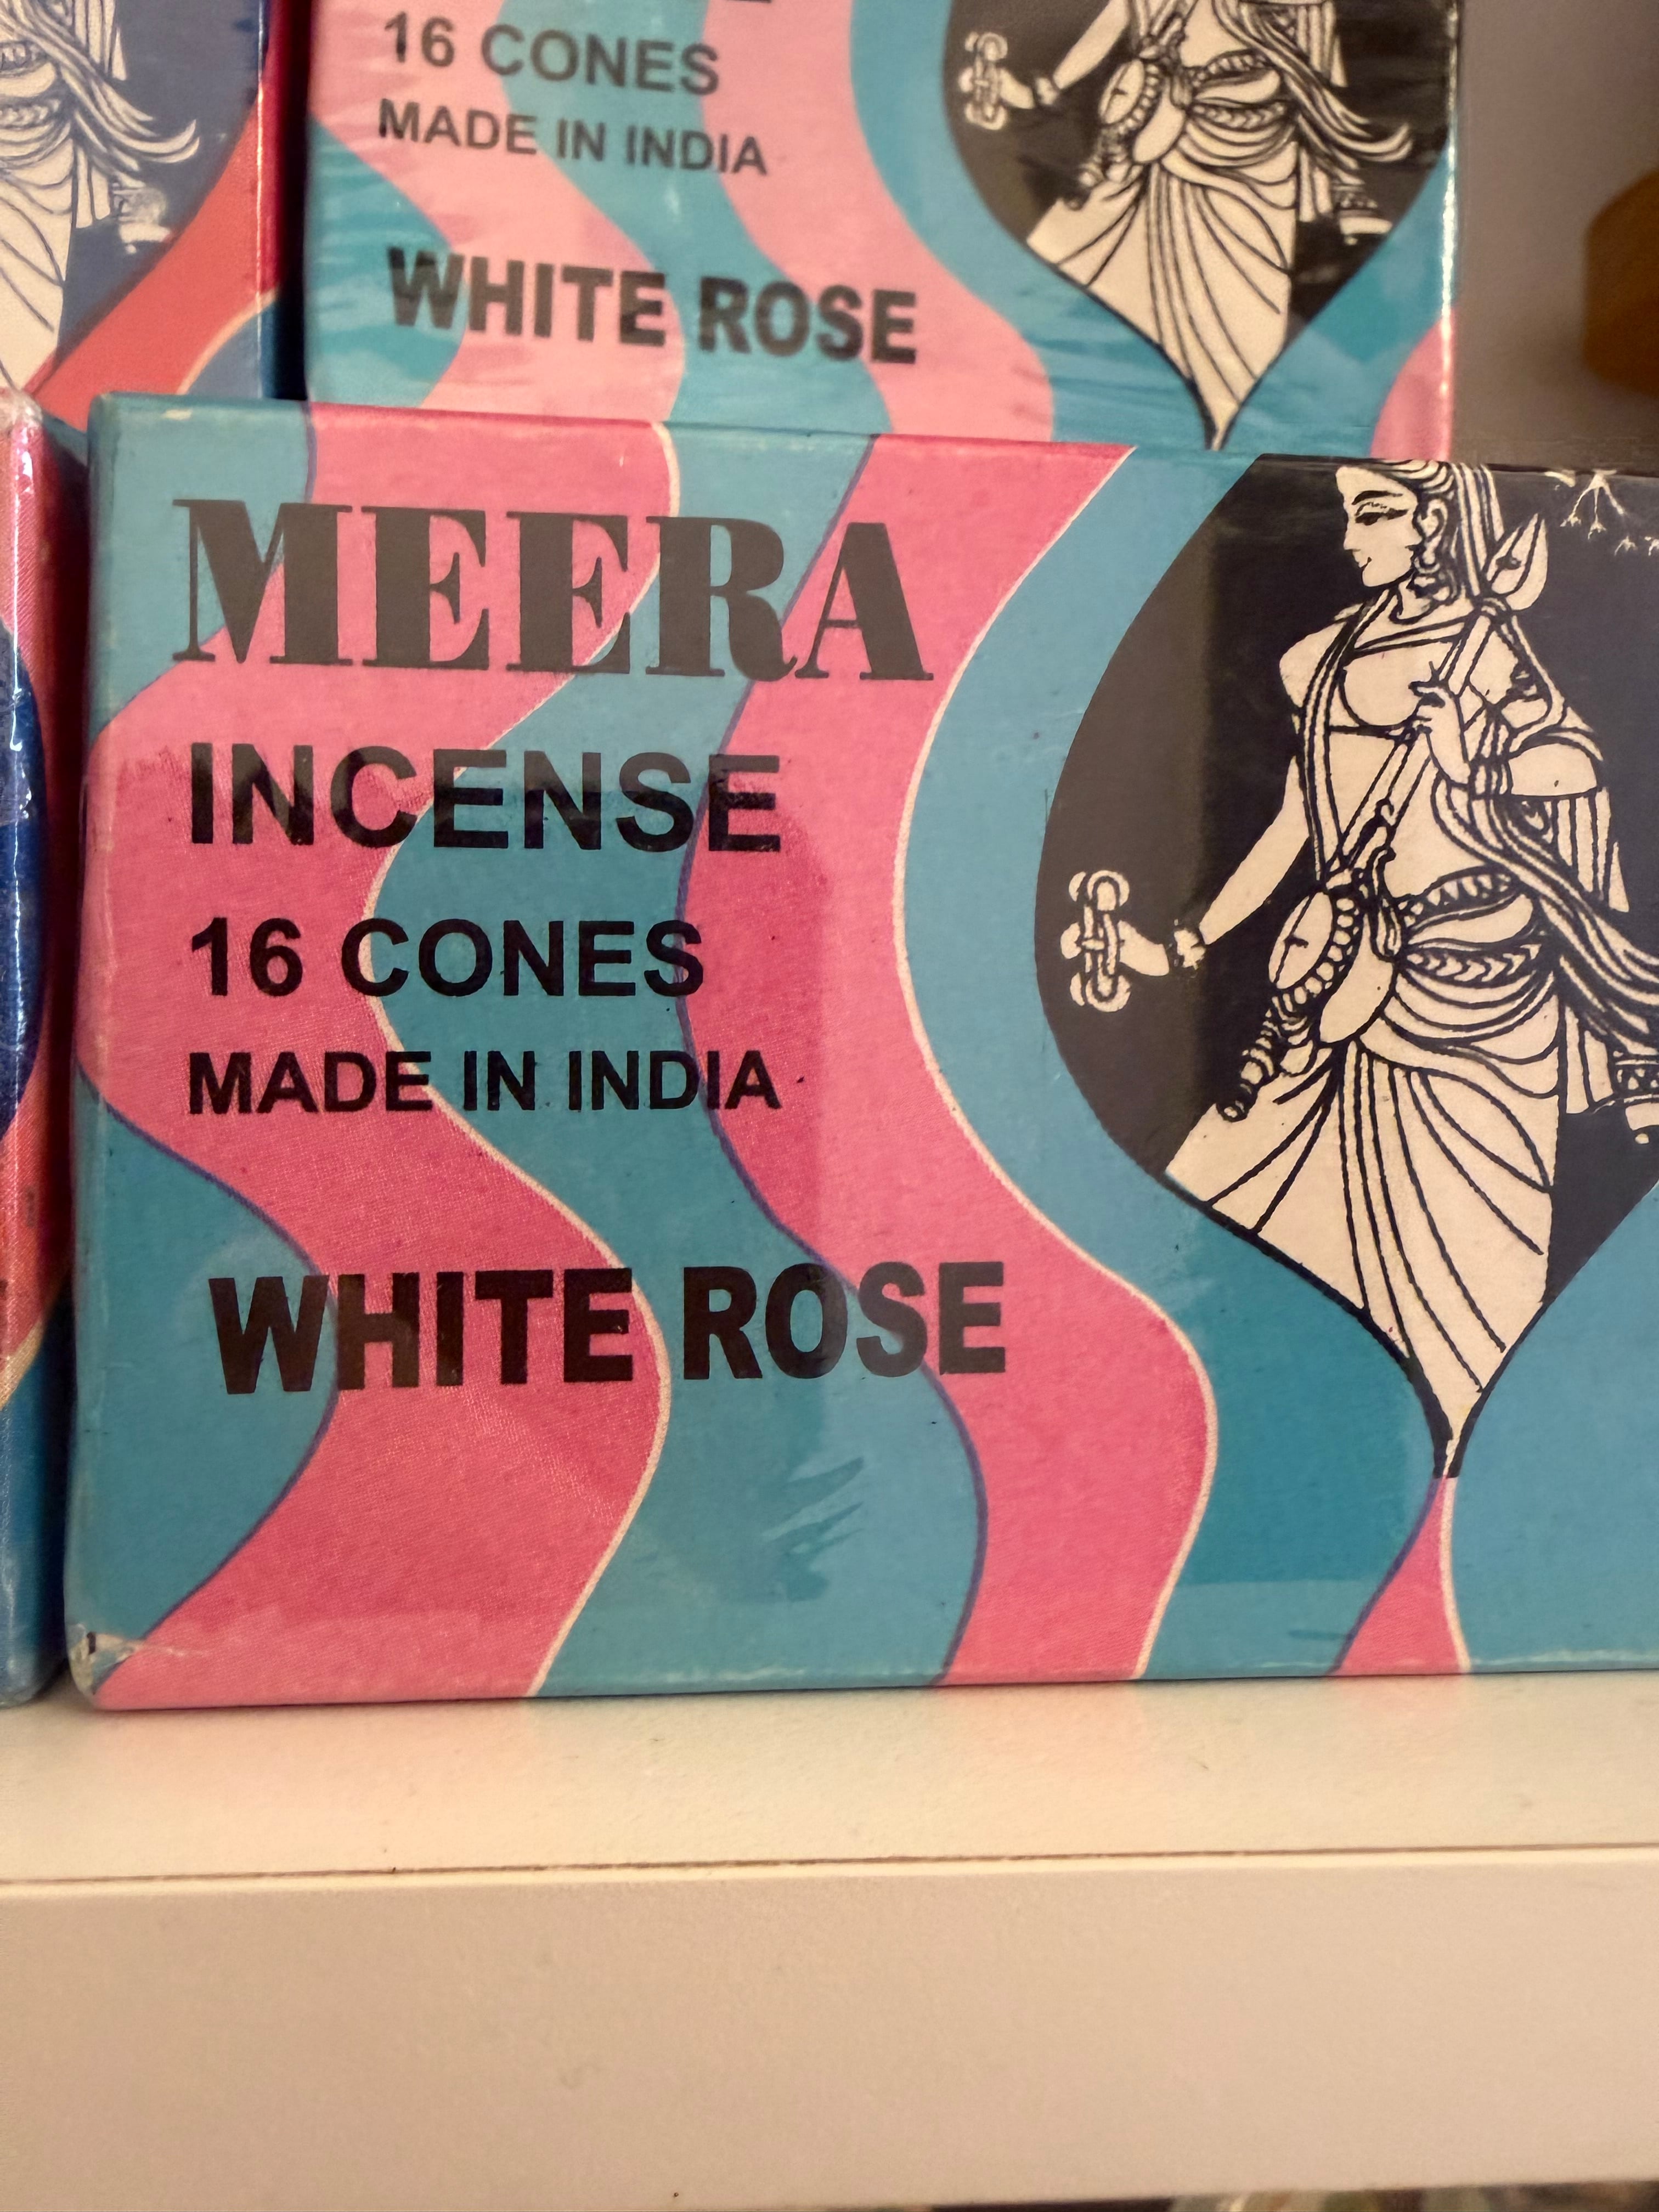 16 CONES
MADE IN INDIA
WHITE ROSE
MEERA
INCENSE
16 CONES
MADE IN INDIA
WHITE ROSE